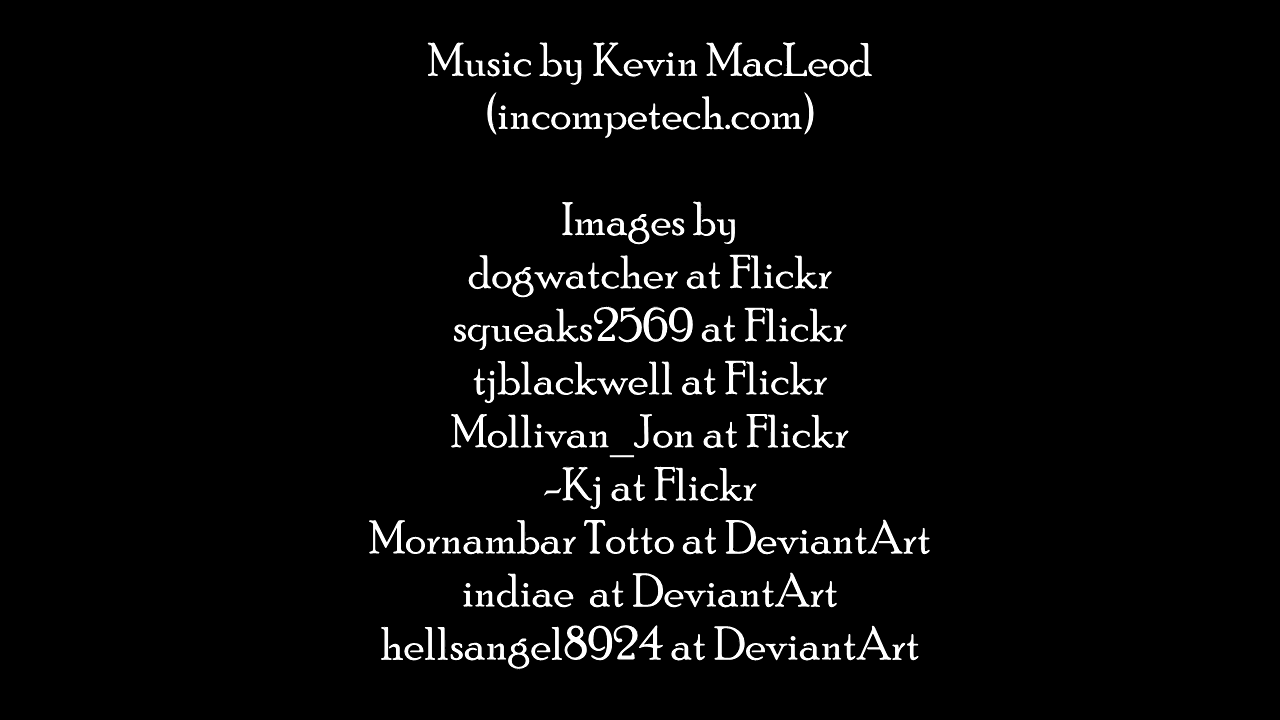 Music by Kevin MacLeod
(incompetech.com)
Images by
dogwatcher at Flickr
squeaks2569 at Flickr
tjblackwell at Flickr
Mollivan_Jon at Flickr
-Kj at Flickr
Mornambar Totto at DeviantArt
indiae at DeviantArt
hellsangel8924 at DeviantArt